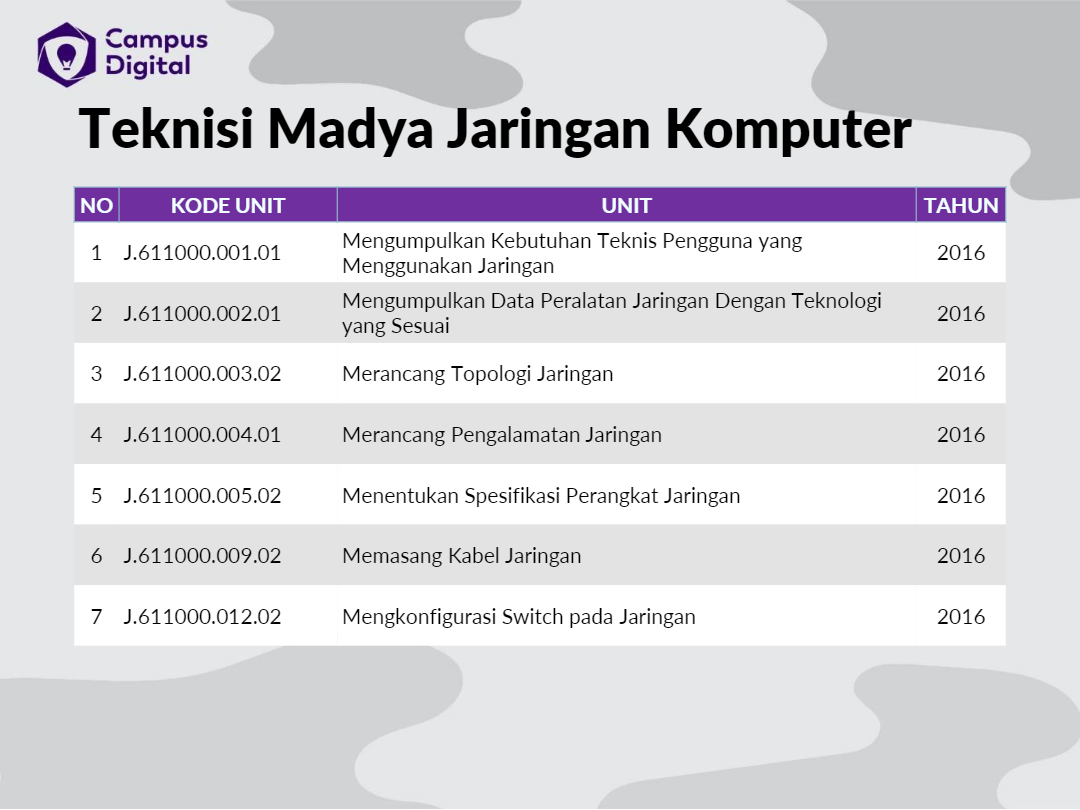 Campus
Digital
Teknisi Madya Jaringan Komputer
NO KODE UNIT UNIT TAHUN
1 J.611000.001.01 Mengumpulkan Kebutuhan Teknis Pengguna yang
Menggunakan Jaringan 2016
2 J.611000.002.01 Mengumpulkan Data Peralatan Jaringan Dengan Teknologi
yang Sesuai 2016
3 J.611000.003.02 Merancang Topologi Jaringan 2016
4 J.611000.004.01 Merancang Pengalamatan Jaringan 2016
5 J.611000.005.02 Menentukan Spesifikasi Perangkat Jaringan 2016
6 J.611000.009.02 Memasang Kabel Jaringan 2016
7 J.611000.012.02 Mengkonfigurasi Switch pada Jaringan 2016